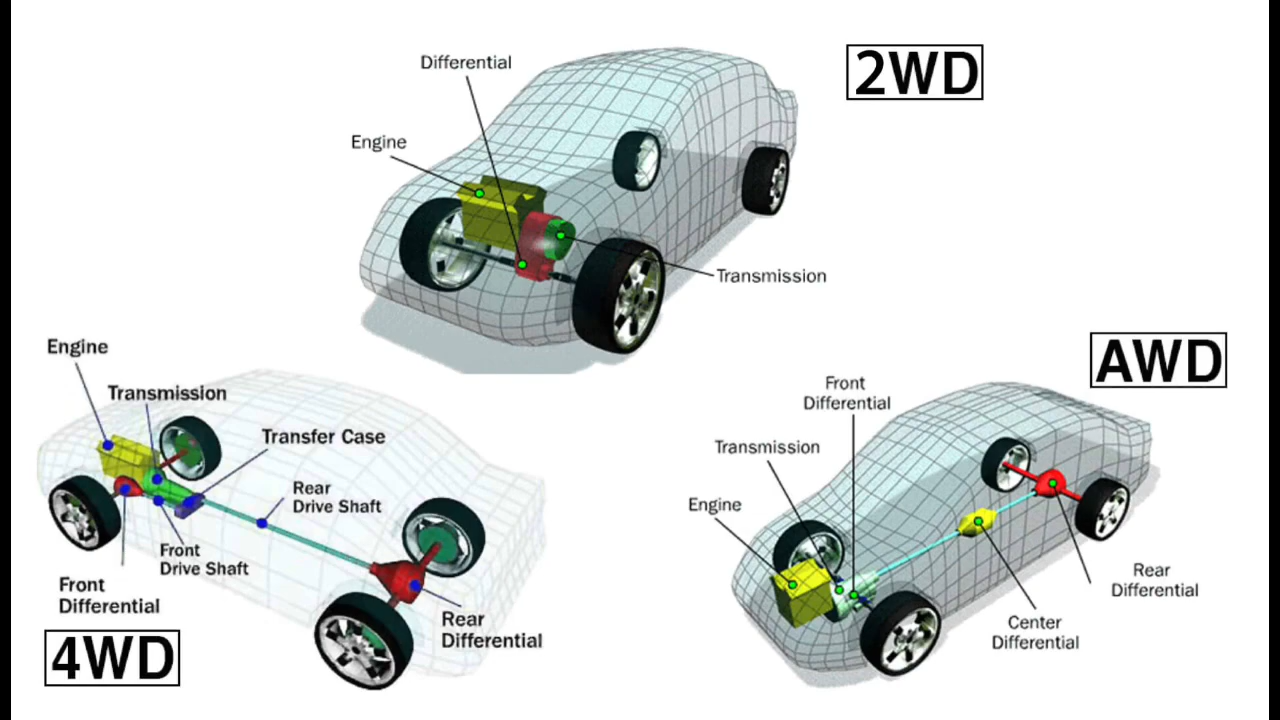 2WD
Differential
Engine
Transmission
4WD
Engine
Transmission
Transfer Case
Rear
Drive Shaft
Front
Drive Shaft
Front
Differential
Rear
Differential
AWD
Front
Differential
Transmission
Engine
Rear
Differential
Center
Differential